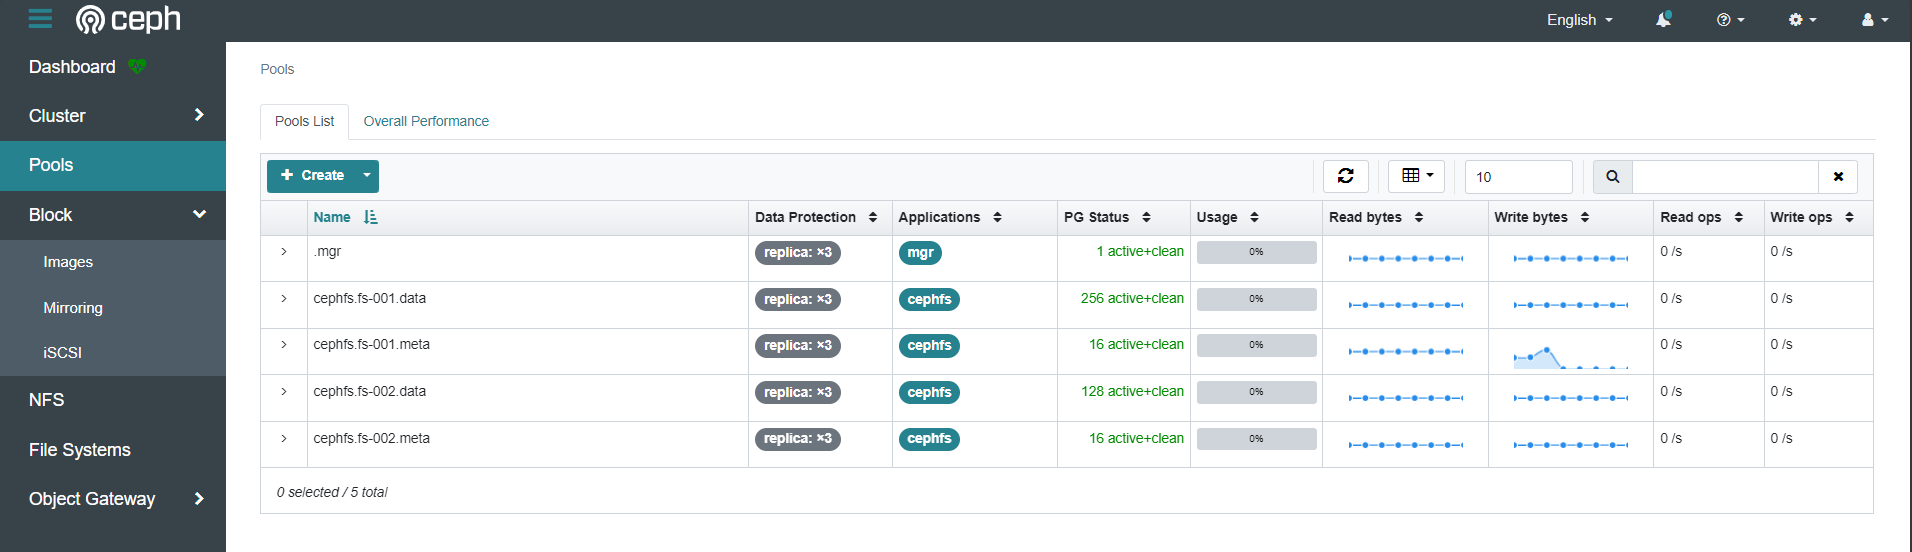 ceph English
Dashboard
Cluster
Pools
Block
Images
Mirroring
iSCSI
NFS
File Systems
Object Gateway
Pools
Pools List Overall Performance
Create 10
Name Data Protection Applications PG Status Usage Read bytes Write bytes Read ops Write ops
.mgr replica: ×3 mgr 1 active+clean 0% 0 /s 0 /s
cephfs.fs-001.data replica: ×3 cephfs 256 active+clean 0% 0 /s 0 /s
cephfs.fs-001.meta replica: ×3 cephfs 16 active+clean 0% 0 /s 0 /s
cephfs.fs-002.data replica: ×3 cephfs 128 active+clean 0% 0 /s 0 /s
cephfs.fs-002.meta replica: ×3 cephfs 16 active+clean 0% 0 /s 0 /s
0 selected / 5 total